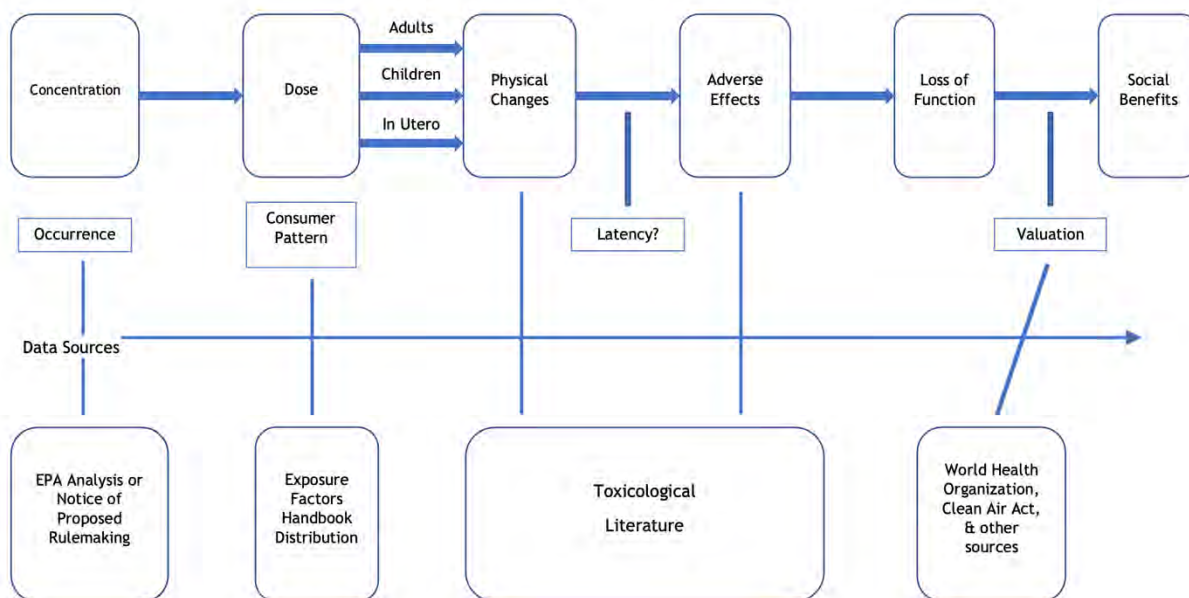 Adults
Children
In Utero
Concentration
Dose
Physical
Changes
Adverse
Effects
Loss of
Function
Social
Benefits
Occurrence
Consumer
Pattern
Latency?
Valuation
Data Sources
EPA Analysis or
Notice of
Proposed
Rulemaking
Exposure
Factors
Handbook
Distribution
Toxicological
Literature
World Health
Organization,
Clean Air Act,
& other
sources